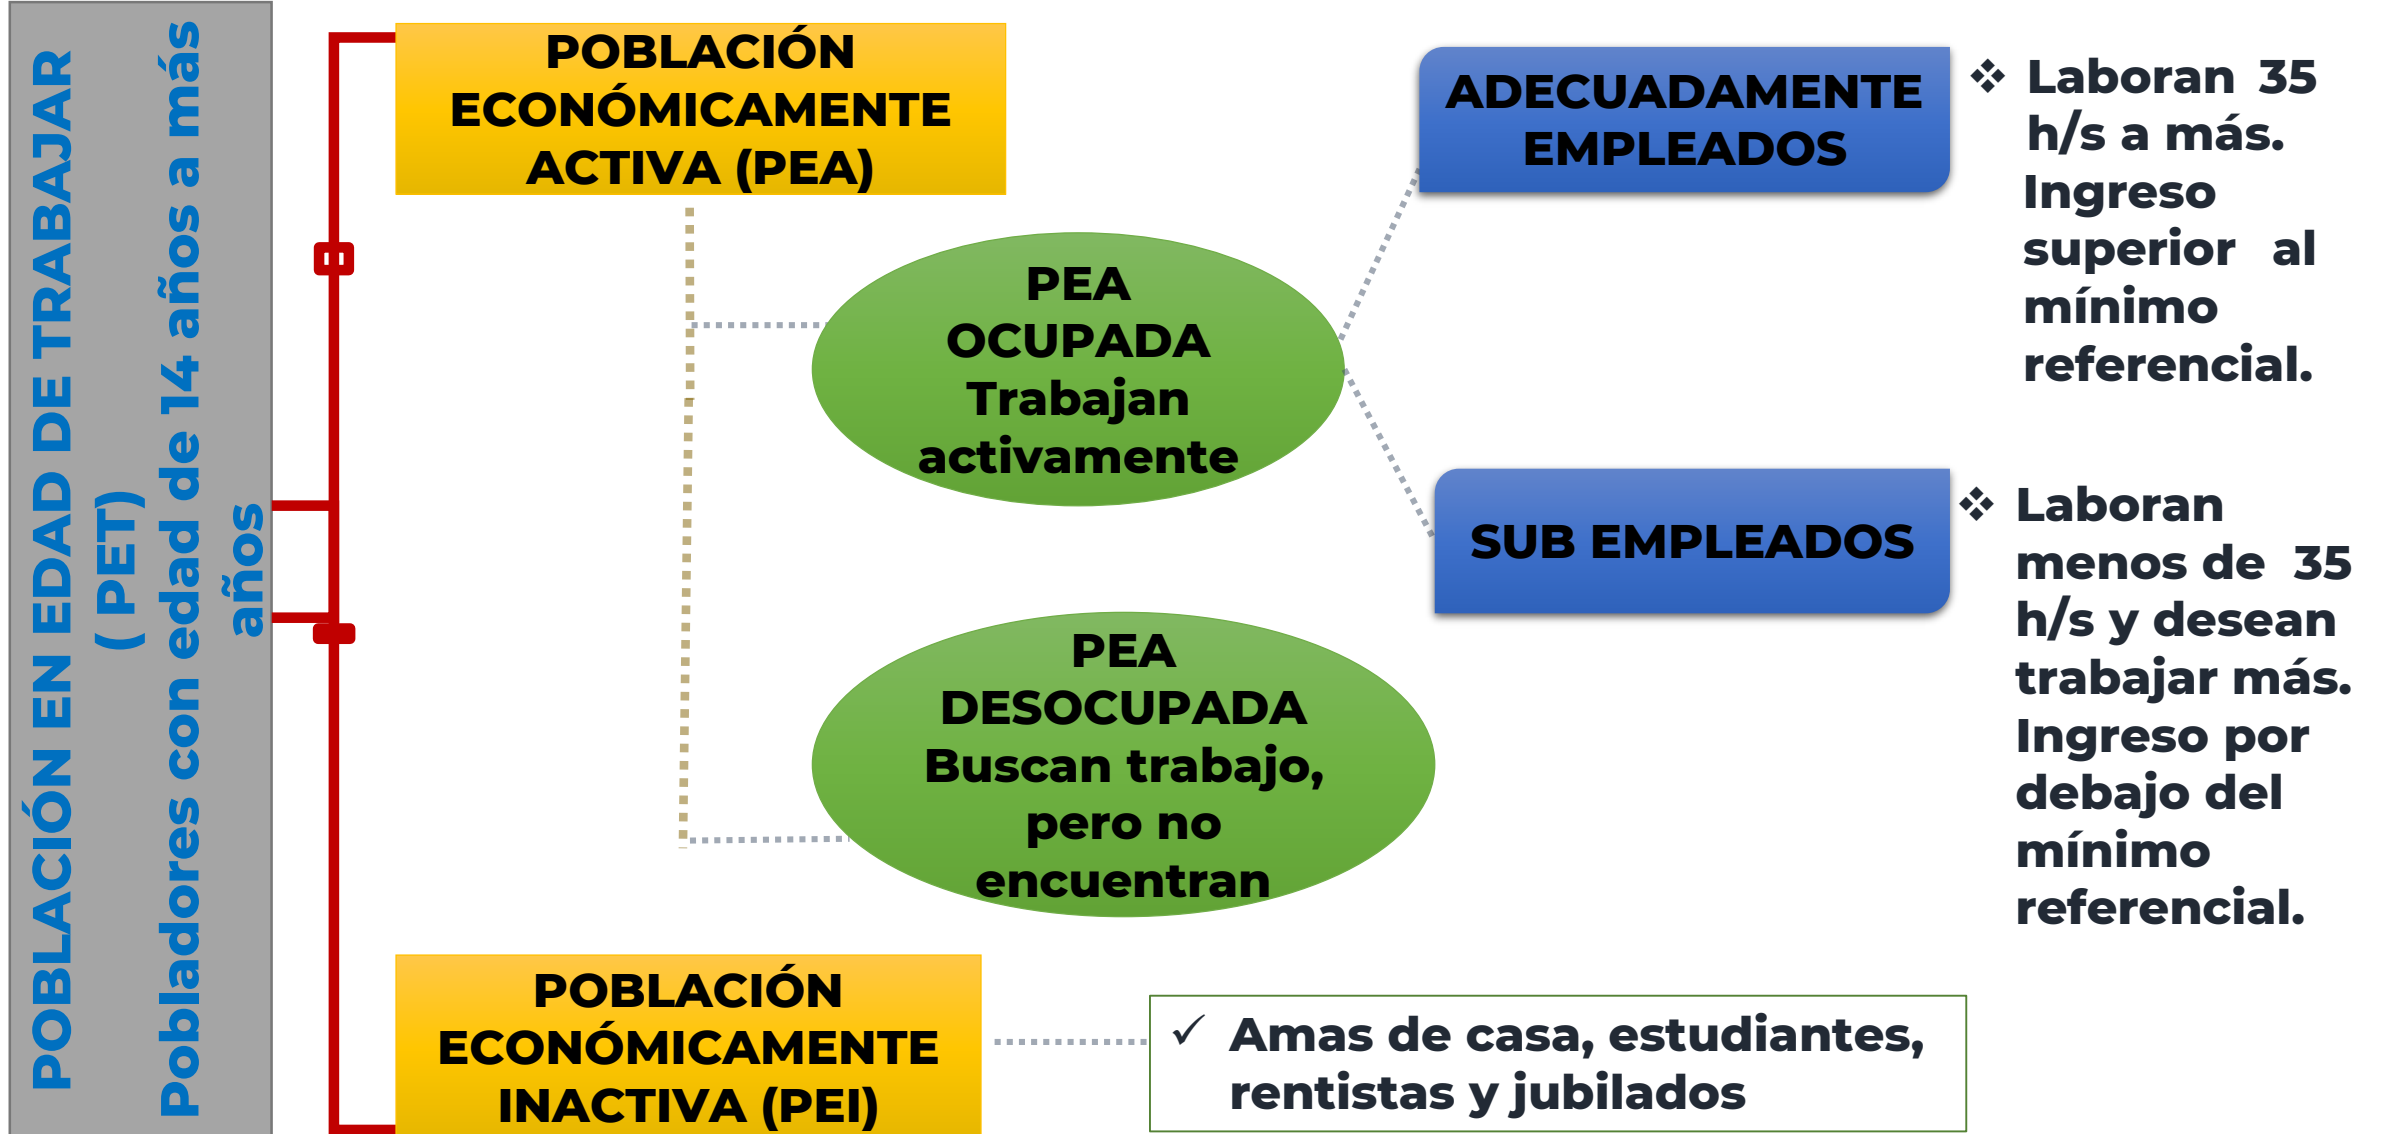 POBLACIÓN EN EDAD DE TRABAJAR
( PET)
Pobladores con edad de 14 años a más
años
POBLACIÓN
ECONÓMICAMENTE
ACTIVA (PEA)
PEA
OCUPADA
Trabajan
activamente
ADECUADAMENTE
EMPLEADOS
❖ Laboran 35
h/s a más.
Ingreso
superior al
mínimo
referencial.
SUB EMPLEADOS
❖ Laboran
menos de 35
h/s y desean
trabajar más.
Ingreso por
debajo del
mínimo
referencial.
PEA
DESOCUPADA
Buscan trabajo,
pero no
encuentran
POBLACIÓN
ECONÓMICAMENTE
INACTIVA (PEI)
✓ Amas de casa, estudiantes,
rentistas y jubilados